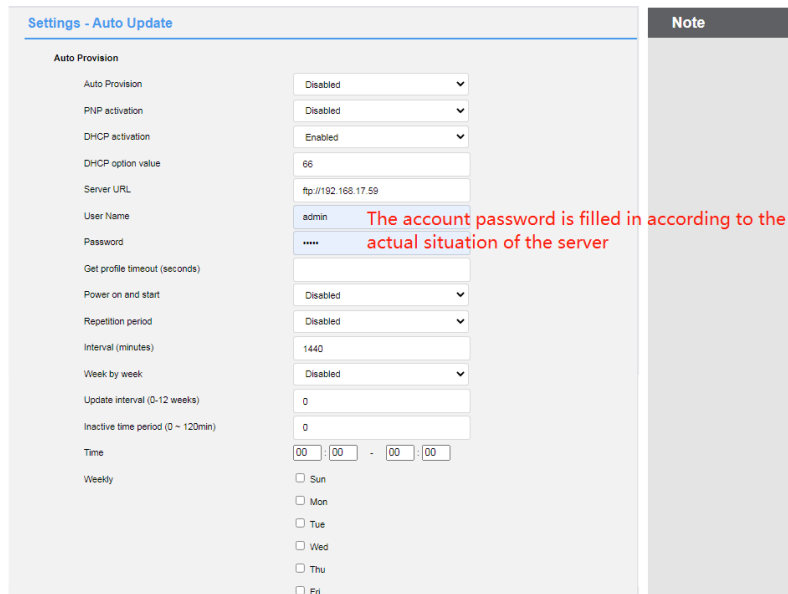 Settings - Auto Update
Note
Auto Provision
Auto Provision Disabled
PNP activation Disabled
DHCP activation Enabled
DHCP option value 66
Server URL ftp://192.168.17.59
User Name admin
The account password is filled in according to the
Password •••••
actual situation of the server
Get profile timeout (seconds)
Power on and start Disabled
Repetition period Disabled
Interval (minutes) 1440
Week by week Disabled
Update interval (0-12 weeks) 0
Inactive time period (0 ~ 120min) 0
Time 00 : 00 - 00 : 00
Weekly Sun
Mon
Tue
Wed
Thu
Fri